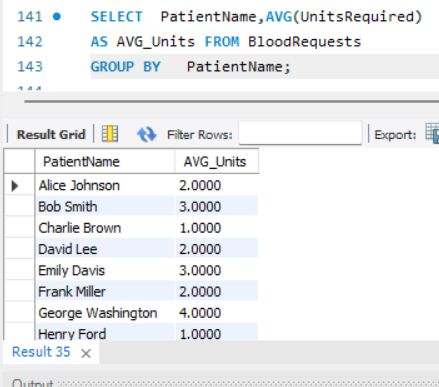 141 SELECT PatientName,AVG(UnitsRequired)
142 AS AVG_Units FROM BloodRequests
143 GROUP BY PatientName;
144
Result Grid Filter Rows: Export:
PatientName AVG_Units
Alice Johnson 2.0000
Bob Smith 3.0000
Charlie Brown 1.0000
David Lee 2.0000
Emily Davis 3.0000
Frank Miller 2.0000
George Washington 4.0000
Henry Ford 1.0000
Result 35
Output